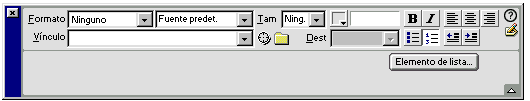 Formato Ninguno Fuente predet. Tam Ning. B I
Vínculo Dest
Elemento de lista...